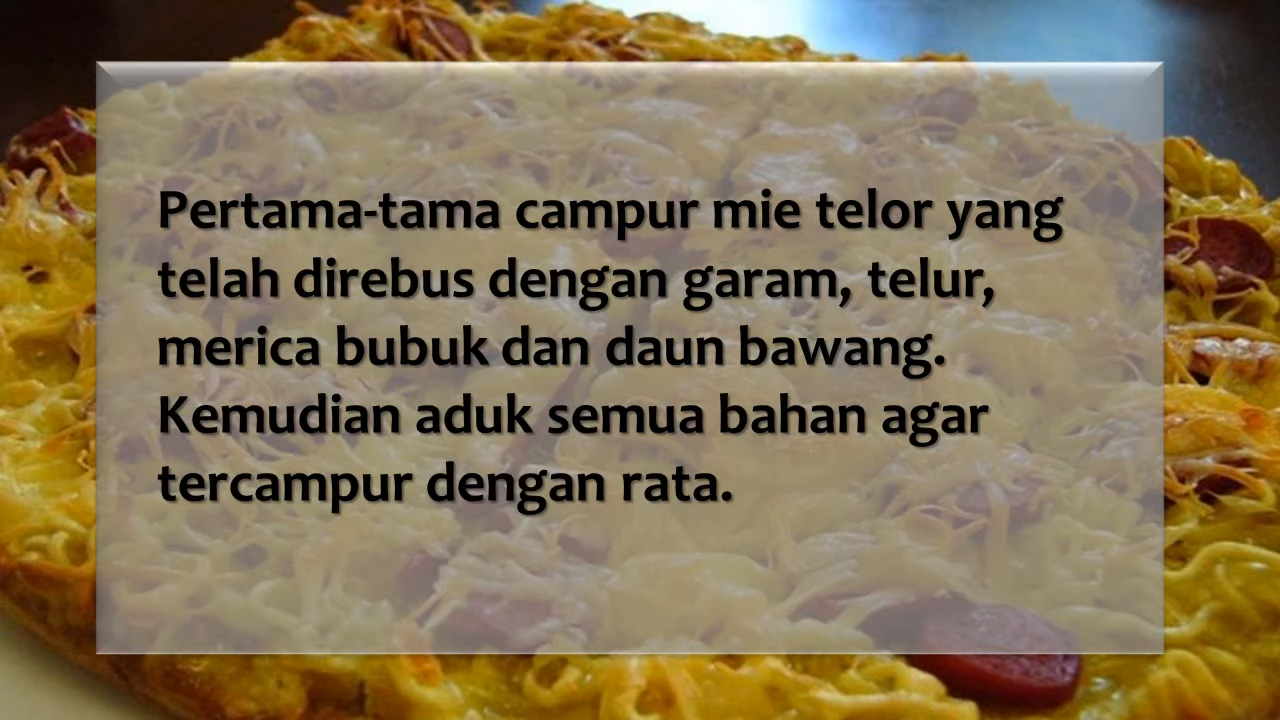 Pertama-tama campur mie telor yang
telah direbus dengan garam, telur,
merica bubuk dan daun bawang.
Kemudian aduk semua bahan agar
tercampur dengan rata.